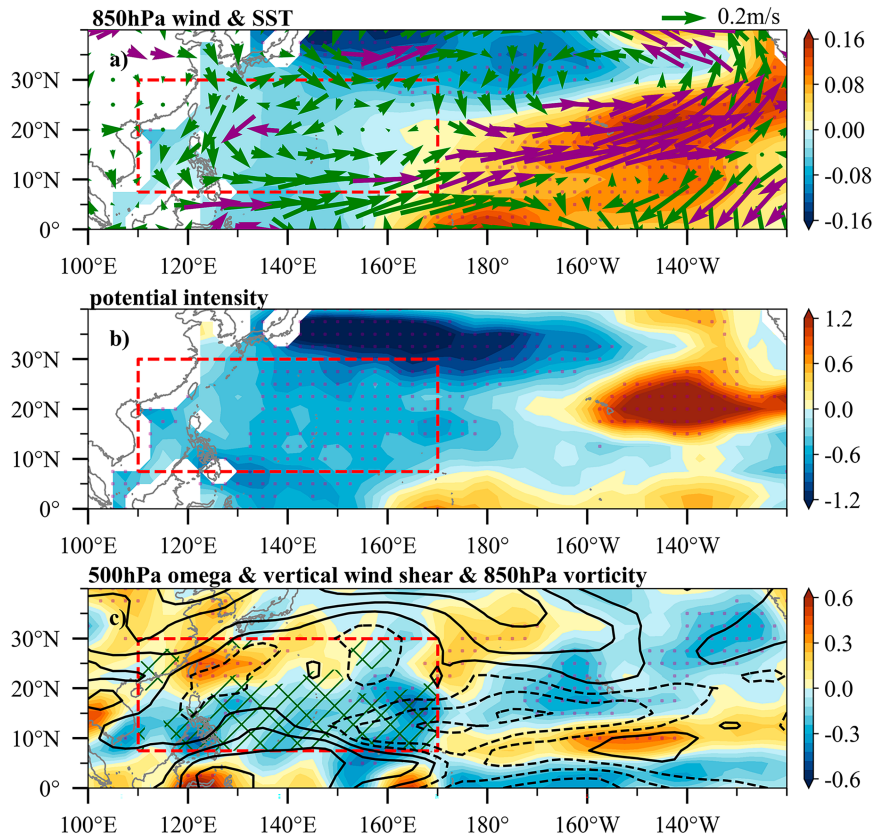 850hPa wind & SST 0.2m/s
a)
30°N
20°N
10°N
0°
100°E 120°E 140°E 160°E 180° 160°W 140°W
0.16
0.08
0.00
-0.08
-0.16
potential intensity
b)
30°N
20°N
10°N
0°
100°E 120°E 140°E 160°E 180° 160°W 140°W
1.2
0.6
0.0
-0.6
-1.2
500hPa omega & vertical wind shear & 850hPa vorticity
c)
30°N
20°N
10°N
0°
100°E 120°E 140°E 160°E 180° 160°W 140°W
0.6
0.3
0.0
-0.3
-0.6